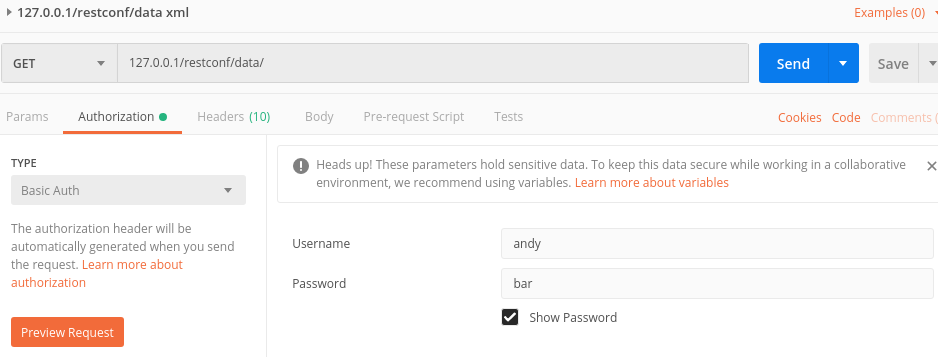 127.0.0.1/restconf/data xml
Examples (0)
GET
127.0.0.1/restconf/data/
Send
Save
Params
Authorization
Headers (10)
Body
Pre-request Script
Tests
Cookies
Code
Comments (
TYPE
Basic Auth
The authorization header will be
automatically generated when you send
the request. Learn more about
authorization
Preview Request
Heads up! These parameters hold sensitive data. To keep this data secure while working in a collaborative
environment, we recommend using variables. Learn more about variables
Username
andy
Password
bar
Show Password